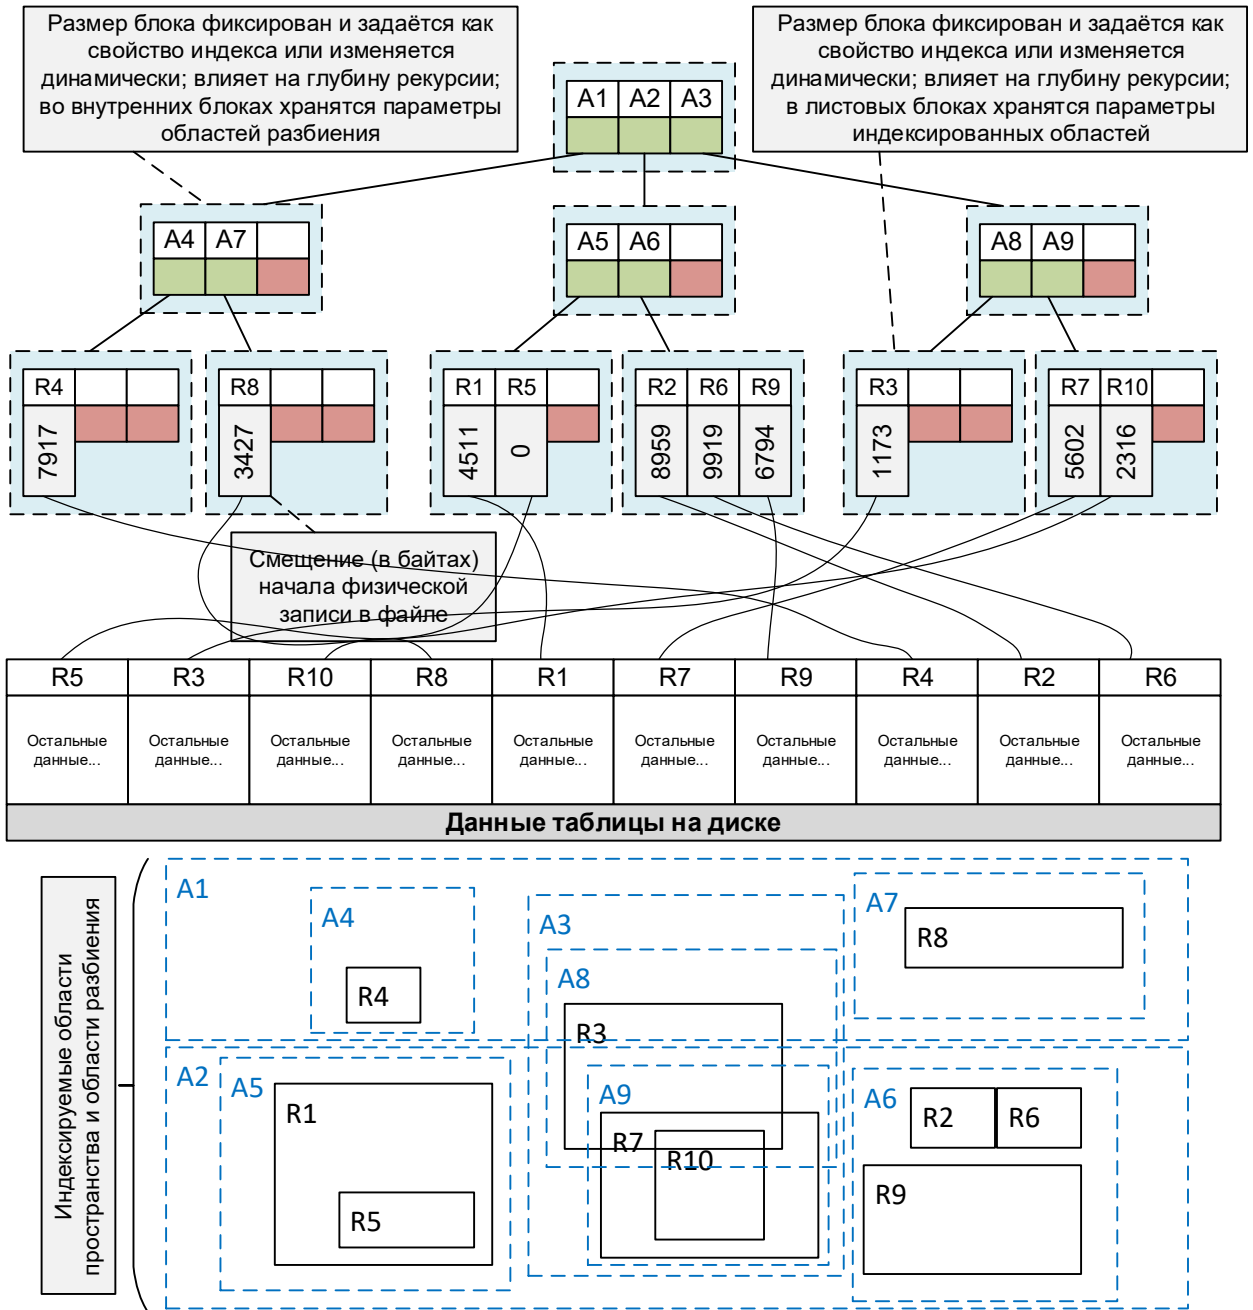 Размер блока фиксирован и задаётся как
свойство индекса или изменяется
динамически; влияет на глубину рекурсии;
во внутренних блоках хранятся параметры
областей разбиения
Размер блока фиксирован и задаётся как
свойство индекса или изменяется
динамически; влияет на глубину рекурсии;
в листовых блоках хранятся параметры
индексированных областей
A1 A2 A3
A4 A7
A5 A6
A8 A9
R4
7917
R8
3427
R1 R5
4511 0
R2 R6 R9
8959 9919 6794
R3
1173
R7 R10
5602 2316
Смещение (в байтах)
начала физической
записи в файле
R5 R3 R10 R8 R1 R7 R9 R4 R2 R6
Остальные Остальные Остальные Остальные Остальные Остальные Остальные Остальные Остальные Остальные
данные... данные... данные... данные... данные... данные... данные... данные... данные... данные...
Данные таблицы на диске
Индексируемые области
пространства и области разбиения
A1
A4
R4
A3
A8
R3
A7
R8
A2
A5
R1
R5
A9
R7
R10
A6
R2
R6
R9